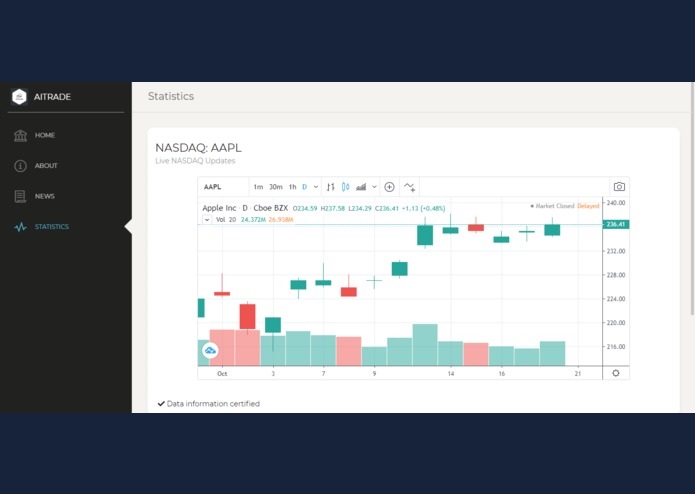 AITRADE
Statistics
HOME
ABOUT
NEWS
STATISTICS
NASDAQ: AAPL
Live NASDAQ Updates
AAPL 1m 30m 1h D
Apple Inc · D · Cboe BZX O234.59 H237.58 L234.29 C236.41 +1.13 (+0.48%)
Market Closed Delayed
Vol 20 24.372M 26.938M
240.00
236.41
232.00
228.00
224.00
220.00
216.00
Oct 3 7 9 14 16 21
Data information certified